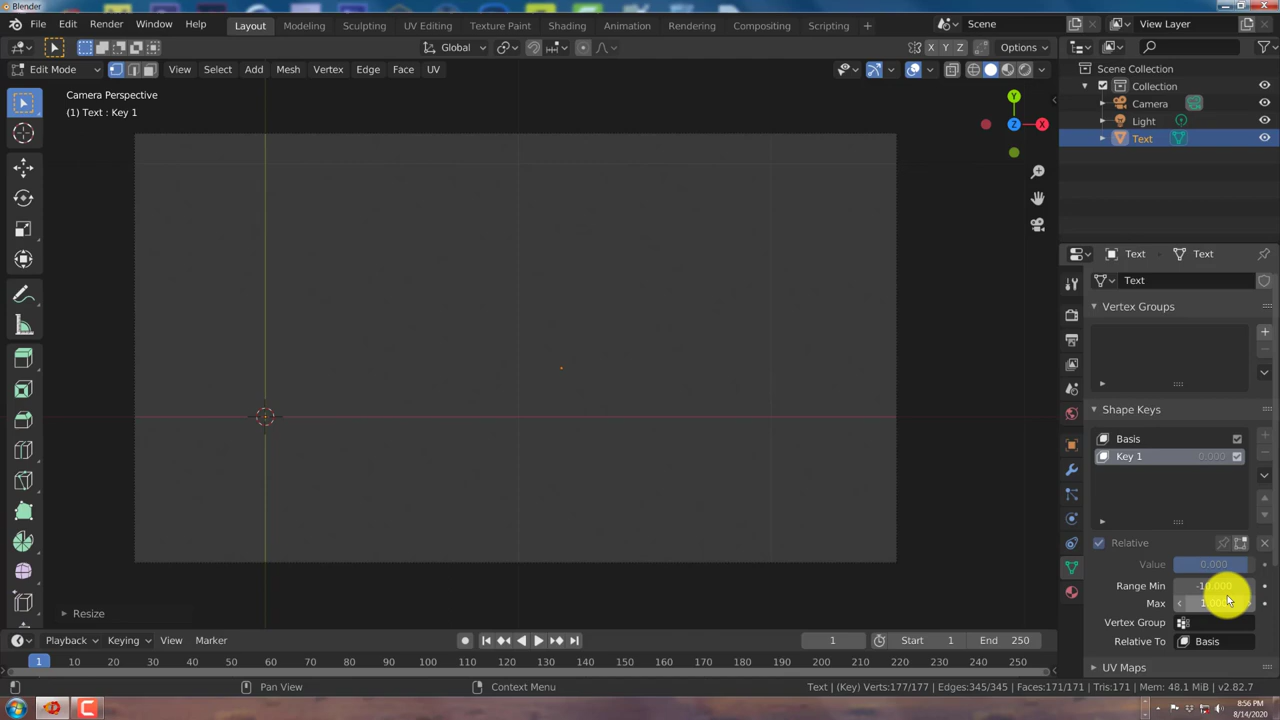 Blender
File Edit Render Window Help Layout Modeling Sculpting UV Editing Texture Paint Shading Animation Rendering Compositing Scripting + Scene View Layer
Global X Y Z Options
Edit Mode View Select Add Mesh Vertex Edge Face UV
Scene Collection
Collection
Camera
Light
Text
Camera Perspective
(1) Text : Key 1
Y
Z X
Text Text
Text
Vertex Groups
Shape Keys
Basis
Key 1 0.000
Relative
Value 0.000
Range Min -10.000
Max
Vertex Group
Relative To Basis
UV Maps
Resize
Playback Keying View Marker 1 Start 1 End 250
1 10 20 30 40 50 60 70 80 90 100 110 120 130 140 150 160 170 180 190 200 210 220 230 240 250
Pan View Context Menu Text | (Key) Verts:177/177 | Edges:345/345 | Faces:171/171 | Tris:171 | Mem: 48.1 MiB | v2.82.7
8:56 PM
8/14/2020